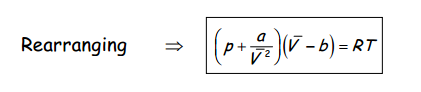 Rearranging ⇒ (p + a/V̄²)(V̄ – b) = RT